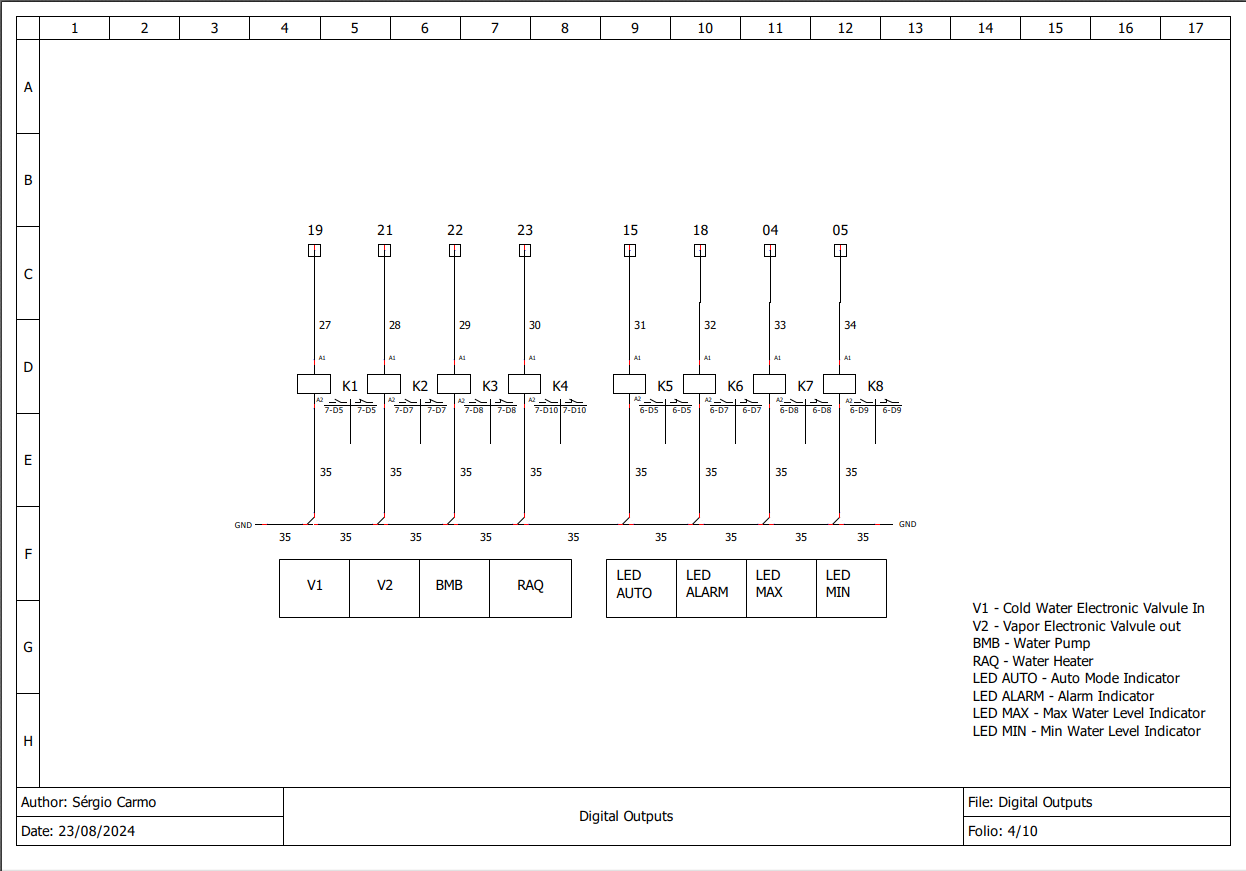 1 2 3 4 5 6 7 8 9 10 11 12 13 14 15 16 17
A
B
19 21 22 23 15 18 04 05
C
27 28 29 30 31 32 33 34
A1 A1 A1 A1 A1 A1 A1 A1
D
K1 K2 K3 K4 K5 K6 K7 K8
A2 A2 A2 A2 A2 A2 A2 A2
7-D5 7-D5 7-D7 7-D7 7-D8 7-D8 7-D10 7-D10 6-D5 6-D5 6-D7 6-D7 6-D8 6-D8 6-D9 6-D9
E
35 35 35 35 35 35 35 35
GND GND
35 35 35 35 35 35 35 35 35
F
V1 V2 BMB RAQ LED AUTO LED ALARM LED MAX LED MIN
V1 - Cold Water Electronic Valvule In
V2 - Vapor Electronic Valvule out
BMB - Water Pump
G
RAQ - Water Heater
LED AUTO - Auto Mode Indicator
LED ALARM - Alarm Indicator
LED MAX - Max Water Level Indicator
LED MIN - Min Water Level Indicator
H
Author: Sérgio Carmo
Date: 23/08/2024
Digital Outputs
File: Digital Outputs
Folio: 4/10